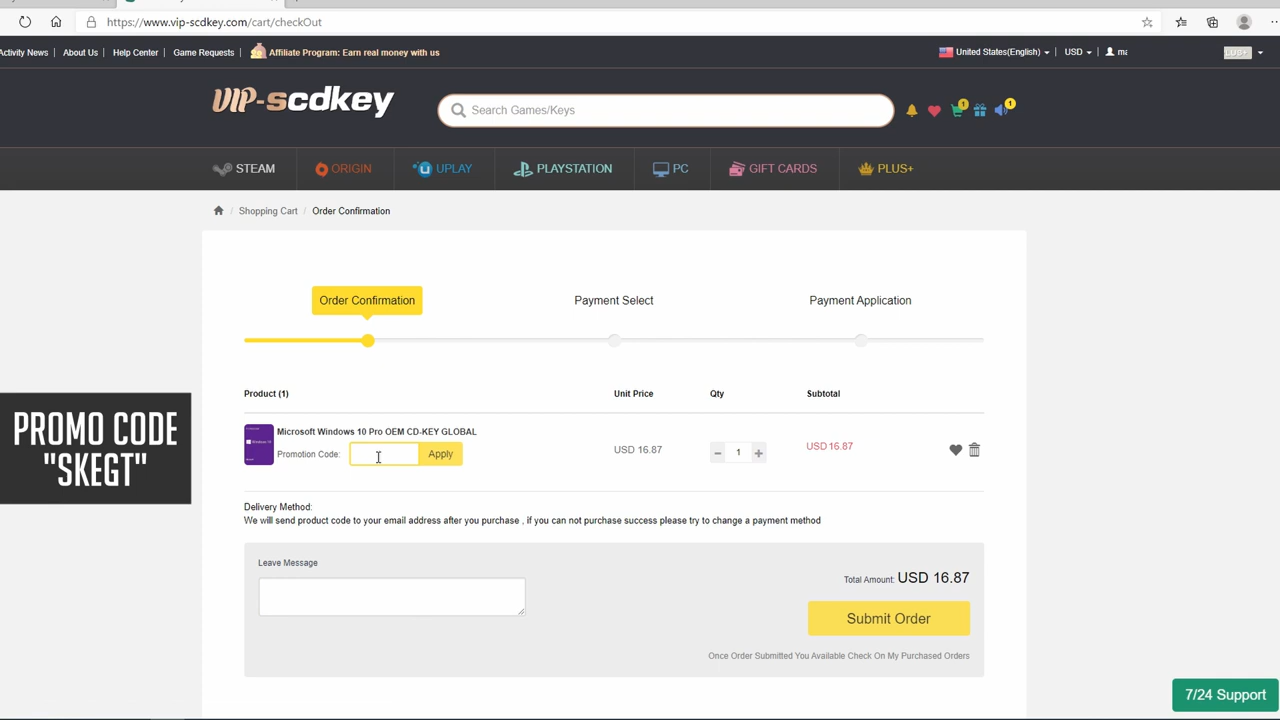 https://www.vip-scdkey.com/cart/checkOut
Activity News | About Us | Help Center | Game Requests | Affiliate Program: Earn real money with us
United States(English) | USD | ma
VIP-scdkey
Search Games/Keys
1
1
STEAM
ORIGIN
UPLAY
PLAYSTATION
PC
GIFT CARDS
PLUS+
/ Shopping Cart / Order Confirmation
Order Confirmation
Payment Select
Payment Application
Product (1)
Unit Price
Qty
Subtotal
Microsoft Windows 10 Pro OEM CD-KEY GLOBAL
Promotion Code:
Apply
USD 16.87
− 1 +
USD 16.87
PROMO CODE
"SKEGT"
Delivery Method:
We will send product code to your email address after you purchase , if you can not purchase success please try to change a payment method
Leave Message
Total Amount: USD 16.87
Submit Order
Once Order Submitted You Available Check On My Purchased Orders
7/24 Support